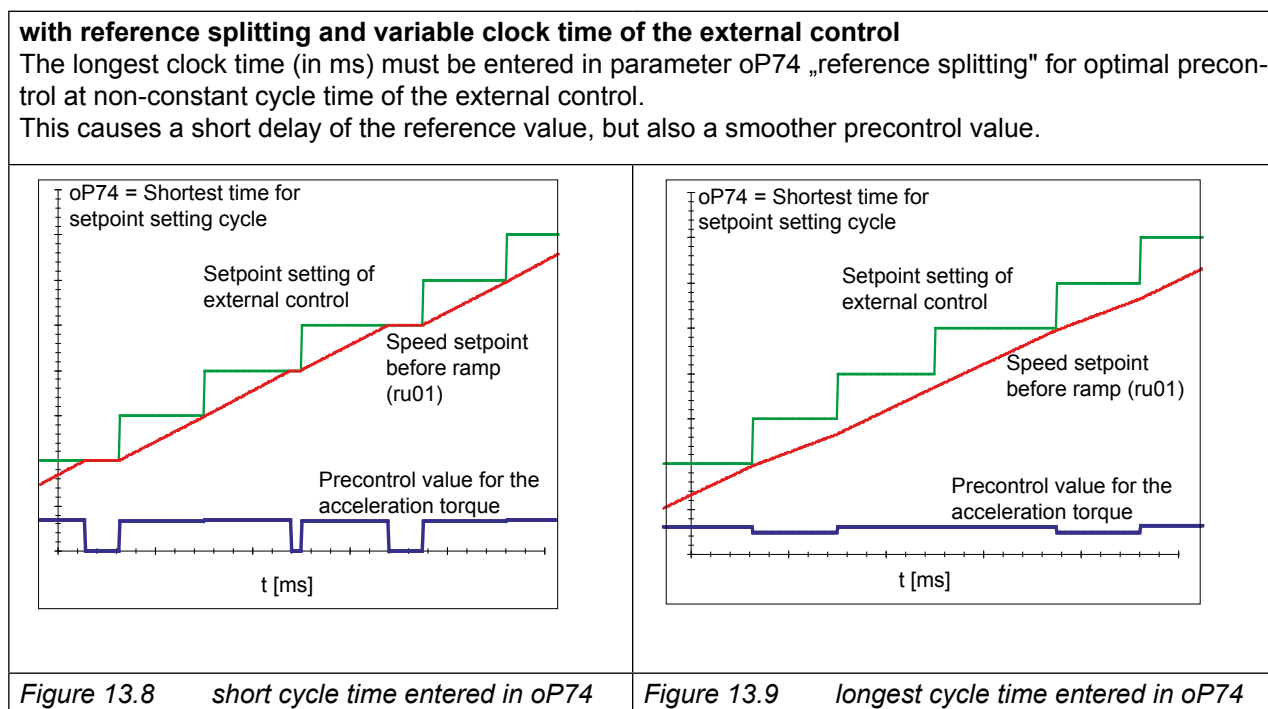 with reference splitting and variable clock time of the external control
The longest clock time (in ms) must be entered in parameter oP74 „reference splitting" for optimal precon-
trol at non-constant cycle time of the external control.
This causes a short delay of the reference value, but also a smoother precontrol value.
oP74 = Shortest time for
setpoint setting cycle
Setpoint setting of
external control
Speed setpoint
before ramp
(ru01)
Precontrol value for the
acceleration torque
t [ms]
Figure 13.8 short cycle time entered in oP74
oP74 = Shortest time for
setpoint setting cycle
Setpoint setting of
external control
Speed setpoint
before ramp (ru01)
Precontrol value for the
acceleration torque
t [ms]
Figure 13.9 longest cycle time entered in oP74